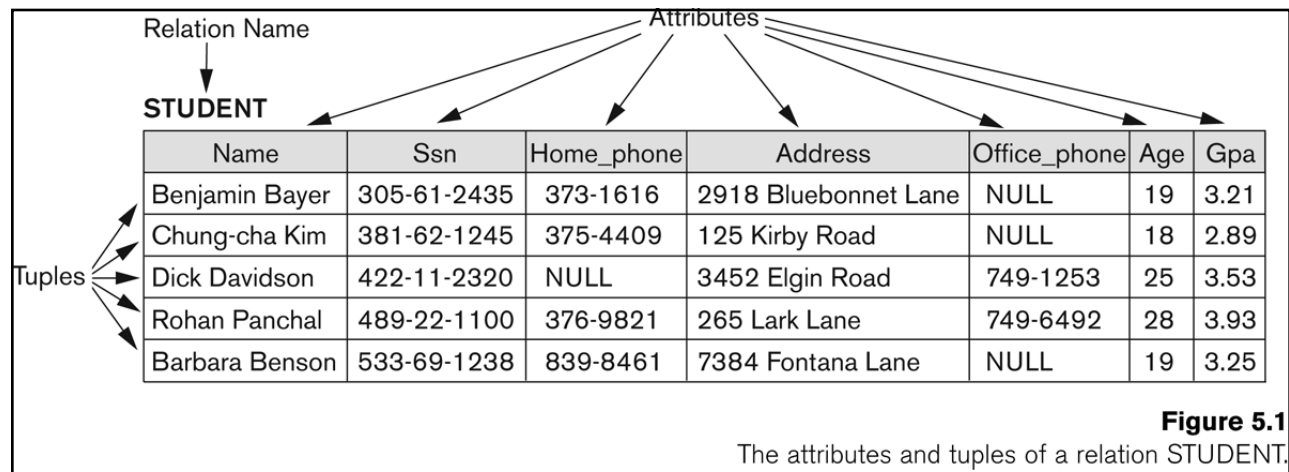 Attributes
Relation Name
STUDENT
Name Ssn Home_phone Address Office_phone Age Gpa
Benjamin Bayer 305-61-2435 373-1616 2918 Bluebonnet Lane NULL 19 3.21
Chung-cha Kim 381-62-1245 375-4409 125 Kirby Road NULL 18 2.89
Tuples Dick Davidson 422-11-2320 NULL 3452 Elgin Road 749-1253 25 3.53
Rohan Panchal 489-22-1100 376-9821 265 Lark Lane 749-6492 28 3.93
Barbara Benson 533-69-1238 839-8461 7384 Fontana Lane NULL 19 3.25
Figure 5.1
The attributes and tuples of a relation STUDENT.